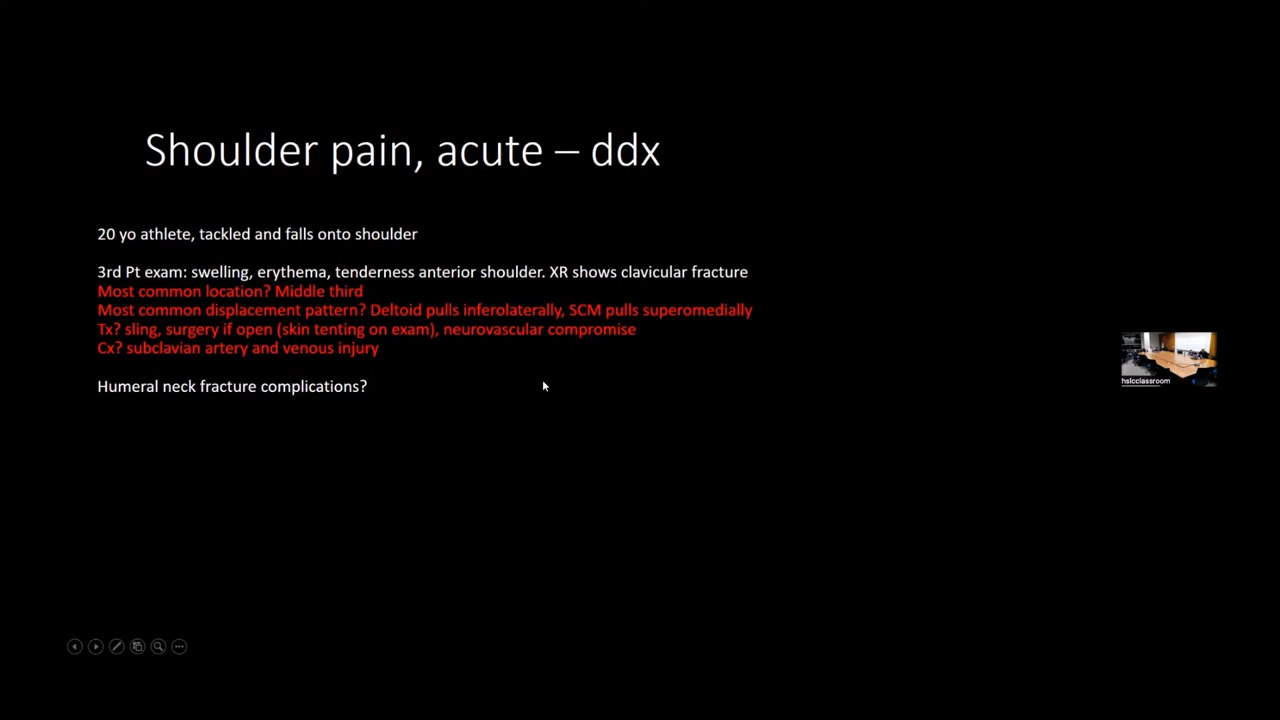 Shoulder pain, acute – ddx
20 yo athlete, tackled and falls onto shoulder
3rd Pt exam: swelling, erythema, tenderness anterior shoulder. XR shows clavicular fracture
Most common location? Middle third
Most common displacement pattern? Deltoid pulls inferolaterally, SCM pulls superomedially
Tx? sling, surgery if open (skin tenting on exam), neurovascular compromise
Cx? subclavian artery and venous injury
hslcclassroom
Humeral neck fracture complications?